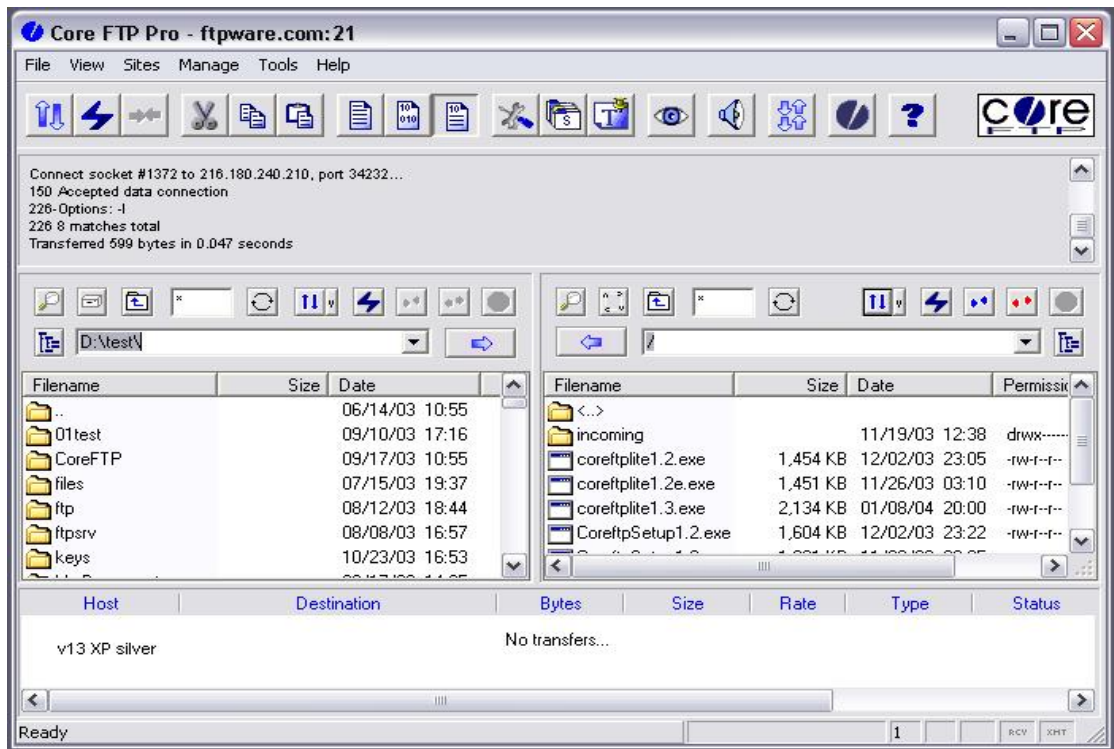 Core FTP Pro - ftpware.com:21
File View Sites Manage Tools Help
core
Connect socket #1372 to 216.180.240.210, port 34232...
150 Accepted data connection
226-Options: -l
226 8 matches total
Transferred 599 bytes in 0.047 seconds
*
D:\test\
Filename Size Date
..  06/14/03 10:55
01test 09/10/03 17:16
CoreFTP 09/17/03 10:55
files 07/15/03 19:37
ftp 08/12/03 18:44
ftpsrv 08/08/03 16:57
keys 10/23/03 16:53
*
/
Filename Size Date Permissic
<..>
incoming 11/19/03 12:38 drwx-----
coreftplite1.2.exe 1,454 KB 12/02/03 23:05 -rw-r--r--
coreftplite1.2e.exe 1,451 KB 11/26/03 03:10 -rw-r--r--
coreftplite1.3.exe 2,134 KB 01/08/04 20:00 -rw-r--r--
CoreftpSetup1.2.exe 1,604 KB 12/02/03 23:22 -rw-r--r--
Host Destination Bytes Size Rate Type Status
No transfers...
v13 XP silver
Ready 1 RCV XMT